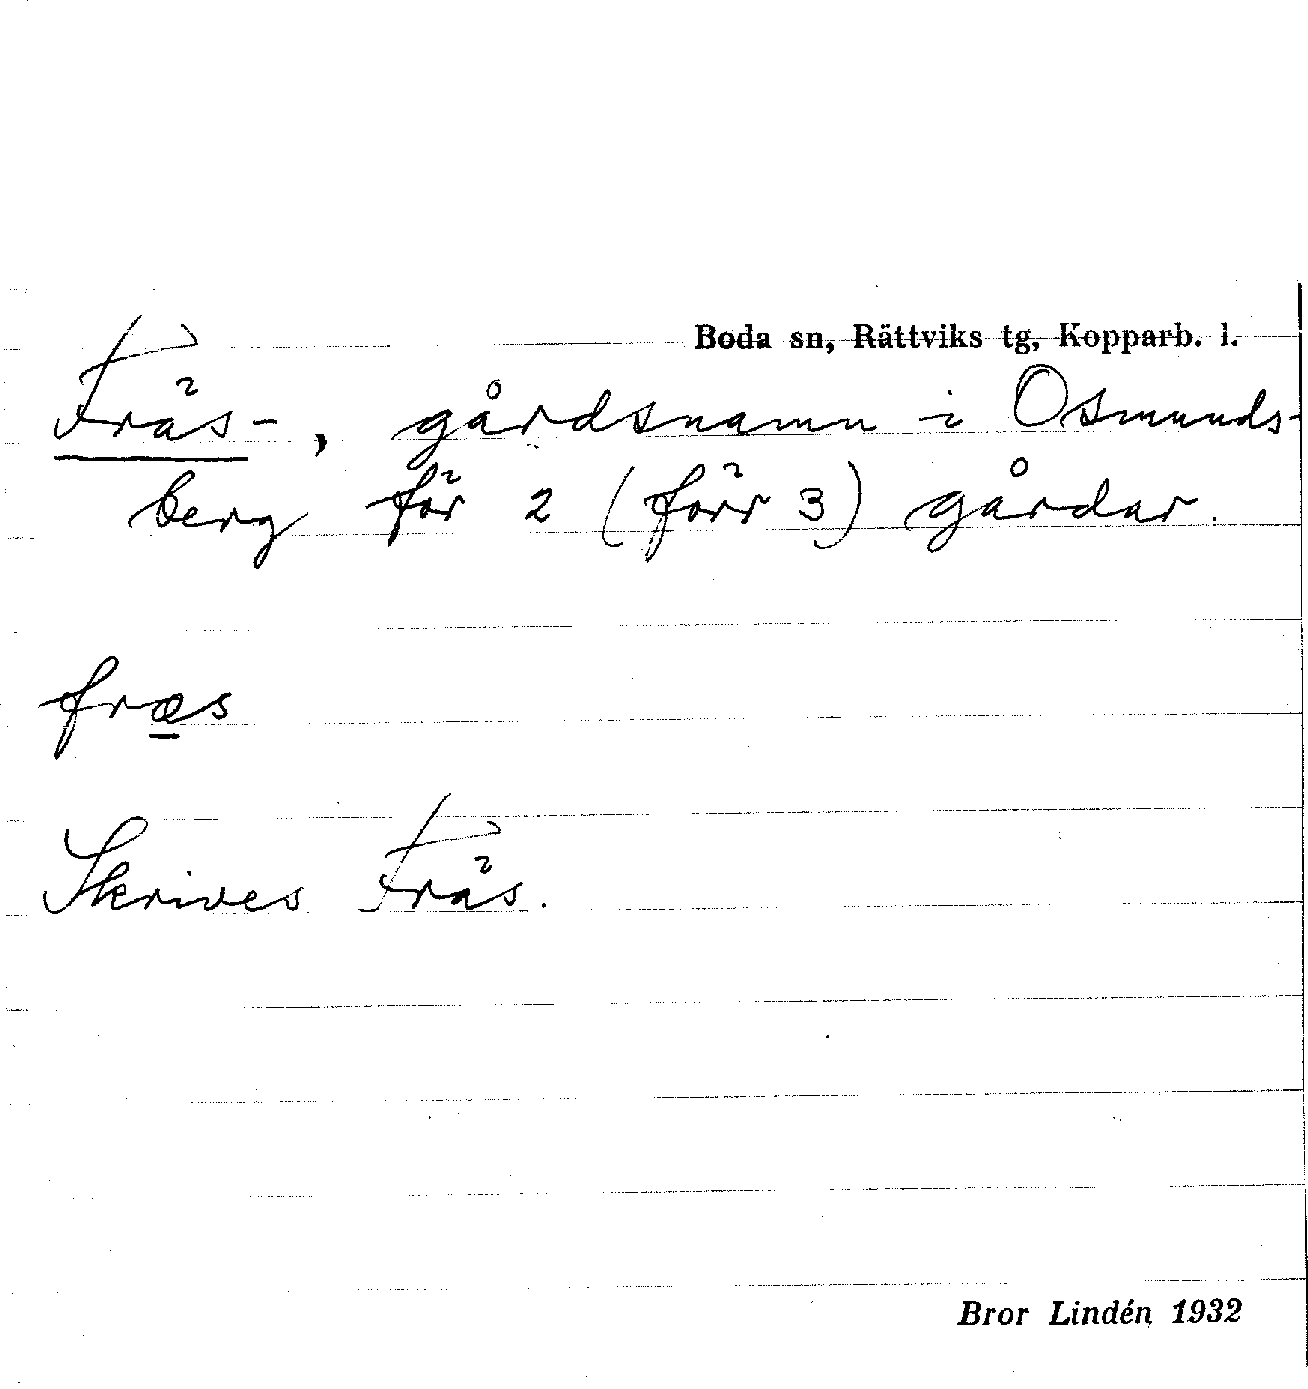 Boda sn, Rättviks tg, Kopparb. l.
Fräs-, gårdsnamn i Osmunds-
berg för 2 (förr 3) gårdar.
fræs
Skrives Fräs.
Bror Lindén 1932